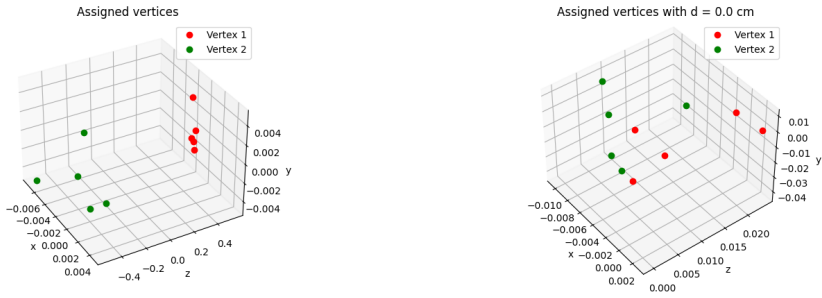 Assigned vertices
Vertex 1
Vertex 2
0.004
0.002
0.000
−0.002
−0.004
y
−0.006
−0.004
−0.002
0.000
0.002
0.004
x
−0.4
−0.2
0.0
0.2
0.4
z
Assigned vertices with d = 0.0 cm
Vertex 1
Vertex 2
0.01
0.00
−0.01
−0.02
−0.03
−0.04
y
−0.010
−0.008
−0.006
−0.004
−0.002
0.000
0.002
x
0.000
0.005
0.010
0.015
0.020
z